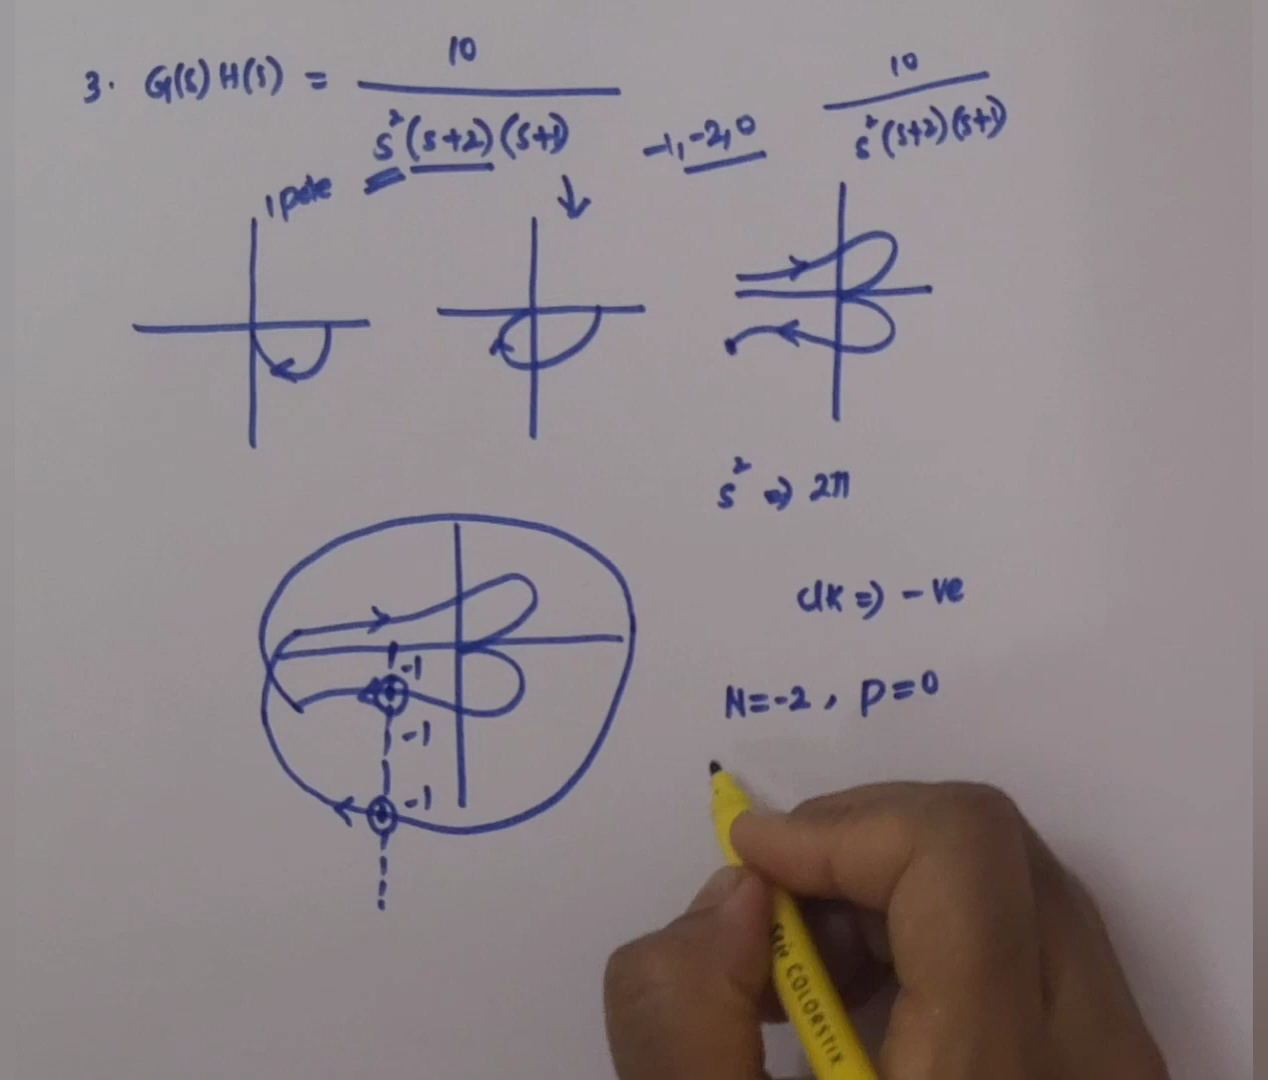 3. G(s) H(s) = 10 / s²(s+2)(s+1)
-1, -2, 0
10 / s²(s+2)(s+1)
1 pole
s² => 2π
clk => -ve
-1
-1
-1
N=-2, P=0
COLORSTIX